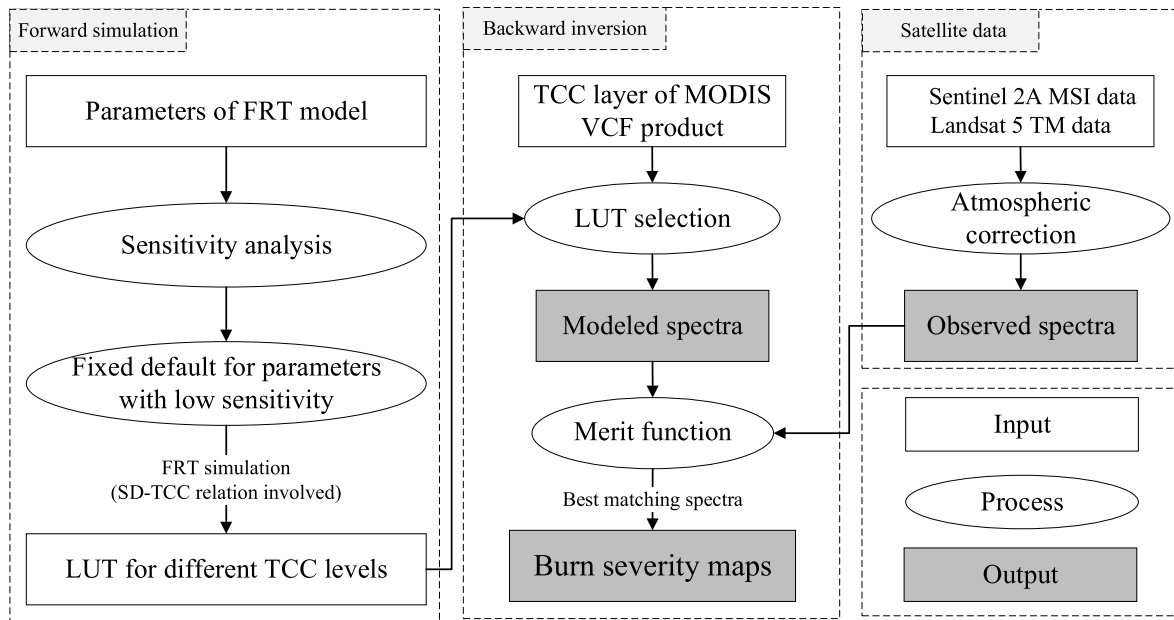 Forward simulation
Parameters of FRT model
Sensitivity analysis
Fixed default for parameters
with low sensitivity
FRT simulation
(SD-TCC relation involved)
LUT for different TCC levels
Backward inversion
TCC layer of MODIS
VCF product
LUT selection
Modeled spectra
Merit function
Best matching spectra
Burn severity maps
Satellite data
Sentinel 2A MSI data
Landsat 5 TM data
Atmospheric
correction
Observed spectra
Input
Process
Output